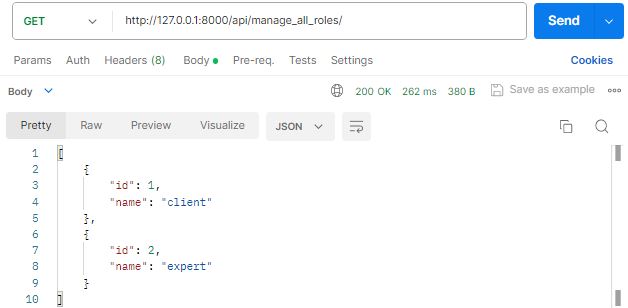 GET http://127.0.0.1:8000/api/manage_all_roles/ Send
Params Auth Headers (8) Body Pre-req. Tests Settings Cookies
Body 200 OK 262 ms 380 B Save as example
Pretty Raw Preview Visualize JSON
1 [
2 {
3 "id": 1,
4 "name": "client"
5 },
6 {
7 "id": 2,
8 "name": "expert"
9 }
10 ]